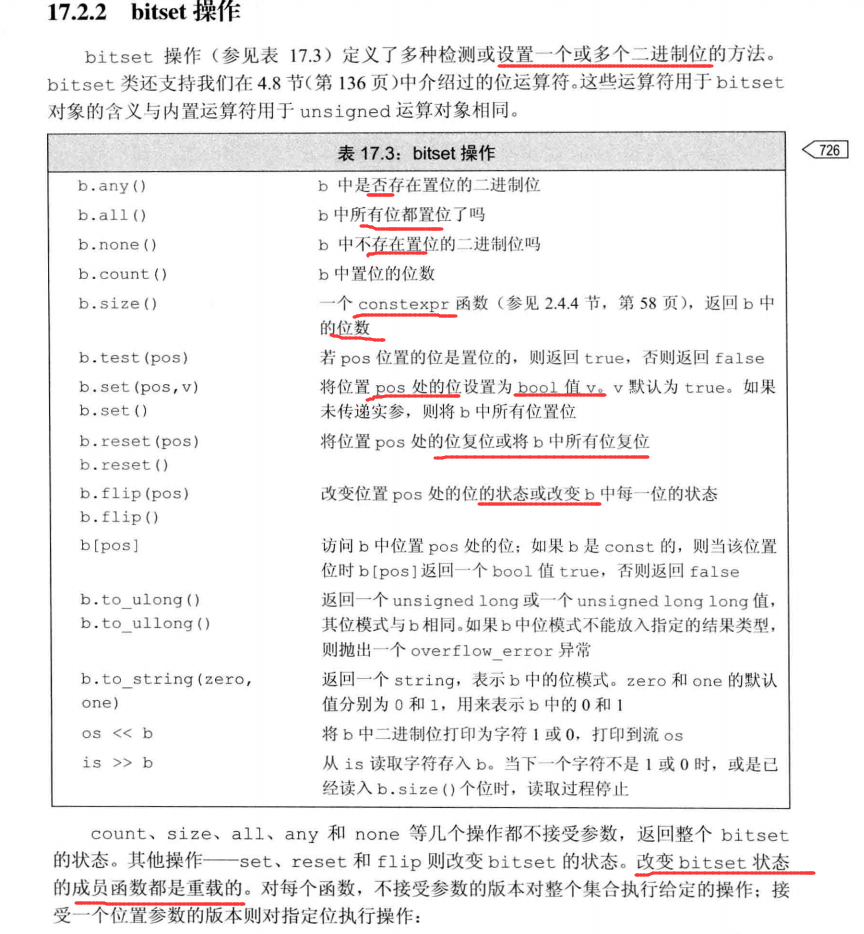 17.2.2 bitset 操作
bitset 操作（参见表 17.3）定义了多种检测或设置一个或多个二进制位的方法。
bitset 类还支持我们在 4.8 节（第 136 页）中介绍过的位运算符。这些运算符用于 bitset
对象的含义与内置运算符用于 unsigned 运算对象相同。
表 17.3：bitset 操作
726
b.any() b 中是否存在置位的二进制位
b.all() b 中所有位都置位了吗
b.none() b 中不存在置位的二进制位吗
b.count() b 中置位的位数
b.size() 一个 constexpr 函数（参见 2.4.4 节，第 58 页），返回 b 中
的位数
b.test(pos) 若 pos 位置的位是置位的，则返回 true，否则返回 false
b.set(pos,v) 将位置 pos 处的位设置为 bool 值 v。v 默认为 true。如果
b.set() 未传递实参，则将 b 中所有位置位
b.reset(pos) 将位置 pos 处的位复位或将 b 中所有位复位
b.reset()
b.flip(pos) 改变位置 pos 处的位的状态或改变 b 中每一位的状态
b.flip()
b[pos] 访问 b 中位置 pos 处的位；如果 b 是 const 的，则当该位置
位时 b[pos]返回一个 bool 值 true，否则返回 false
b.to_ulong() 返回一个 unsigned long 或一个 unsigned long long 值，
b.to_ullong() 其位模式与 b 相同。如果 b 中位模式不能放入指定的结果类型，
则抛出一个 overflow_error 异常
b.to_string(zero, 返回一个 string，表示 b 中的位模式。zero 和 one 的默认
one) 值分别为 0 和 1，用来表示 b 中的 0 和 1
os << b 将 b 中二进制位打印为字符 1 或 0，打印到流 os
is >> b 从 is 读取字符存入 b。当下一个字符不是 1 或 0 时，或是已
经读入 b.size()个位时，读取过程停止
count、size、all、any 和 none 等几个操作都不接受参数，返回整个 bitset
的状态。其他操作——set、reset 和 flip 则改变 bitset 的状态。改变 bitset 状态
的成员函数都是重载的。对每个函数，不接受参数的版本对整个集合执行给定的操作；接
受一个位置参数的版本则对指定位执行操作：